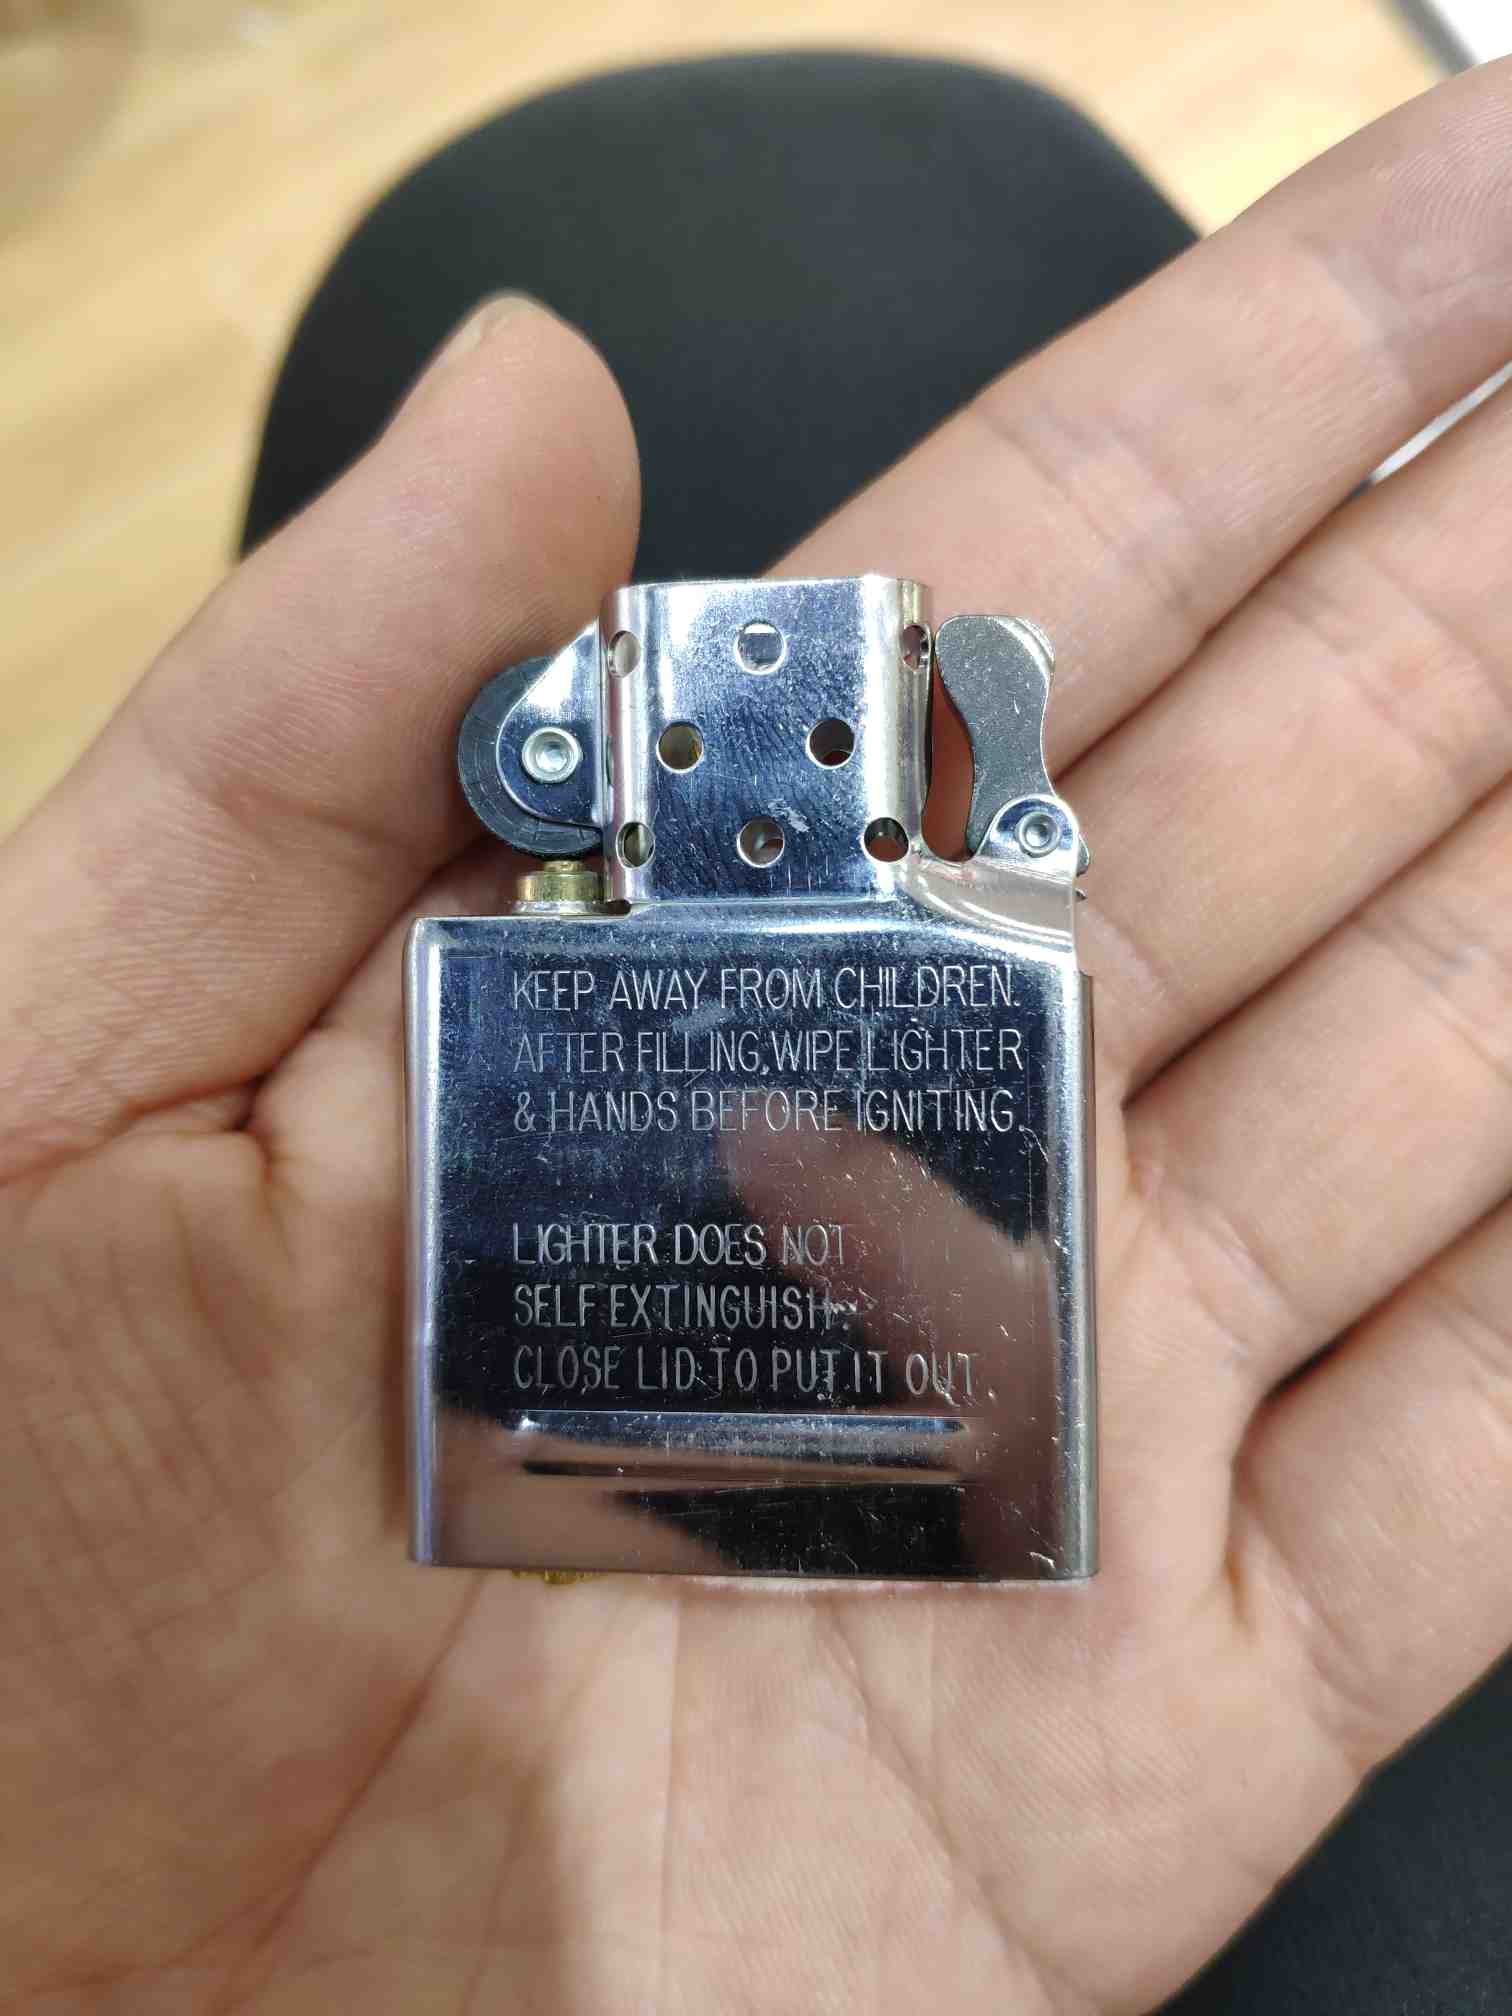 KEEP AWAY FROM CHILDREN.
AFTER FILLING, WIPE LIGHTER
& HANDS BEFORE IGNITING.
LIGHTER DOES NOT
SELF EXTINGUISH.
CLOSE LID TO PUT IT OUT.